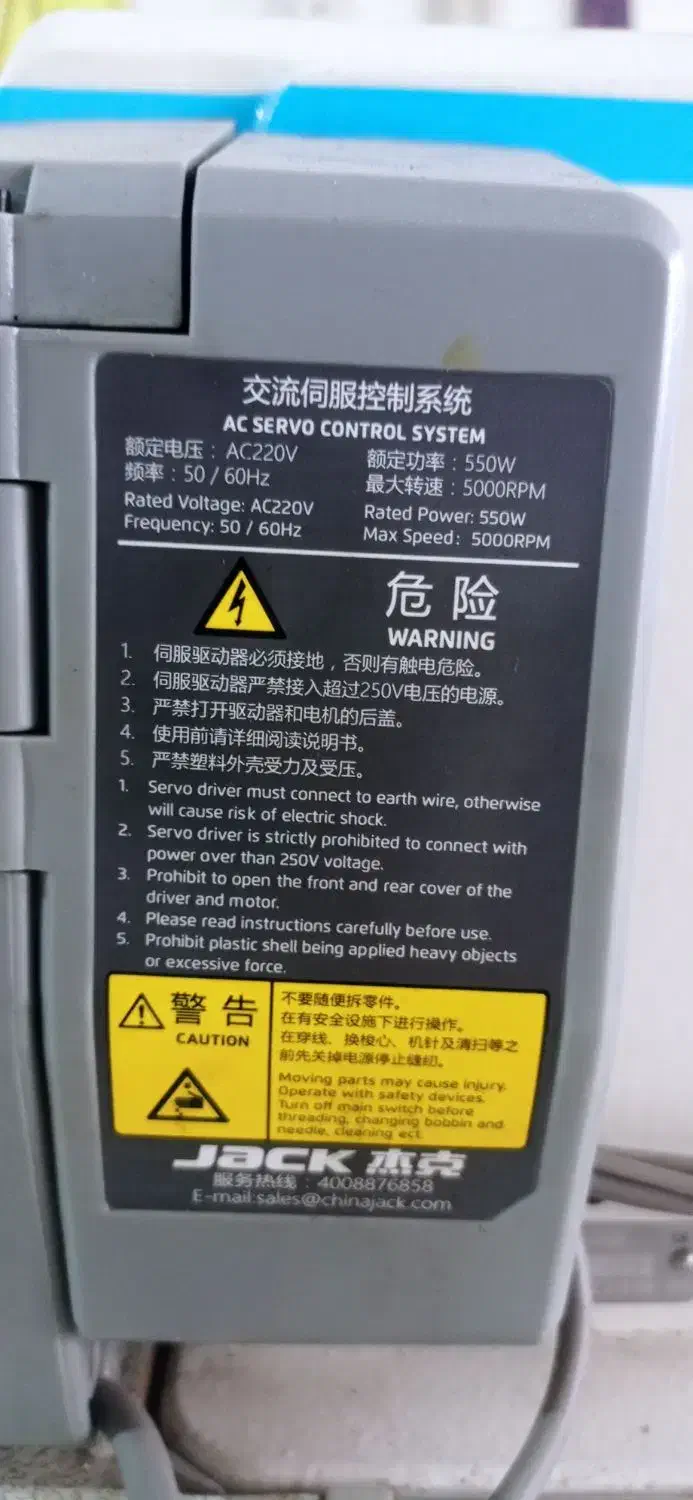 交流伺服控制系统
AC SERVO CONTROL SYSTEM
额定电压：AC220V
频率：50 / 60Hz
额定功率：550W
最大转速：5000RPM
Rated Voltage: AC220V
Frequency: 50 / 60Hz
Rated Power: 550W
Max Speed: 5000RPM
危险
WARNING
1. 伺服驱动器必须接地，否则有触电危险。
2. 伺服驱动器严禁接入超过250V电压的电源。
3. 严禁打开驱动器和电机的后盖。
4. 使用前请详细阅读说明书。
5. 严禁塑料外壳受力及受压。
1. Servo driver must connect to earth wire, otherwise
will cause risk of electric shock.
2. Servo driver is strictly prohibited to connect with
power over than 250V voltage.
3. Prohibit to open the front and rear cover of the
driver and motor.
4. Please read instructions carefully before use.
5. Prohibit plastic shell being applied heavy objects
or excessive force.
警告
CAUTION
不要随便拆零件。
在有安全设施下进行操作。
在穿线、换梭心、机针及清扫等之
前先关掉电源停止缝纫。
Moving parts may cause injury.
Operate with safety devices.
Turn off main switch before
threading, changing bobbin and
needle, cleaning ect.
JACK 杰克
服务热线：4008876858
E-mail:sales@chinajack.com